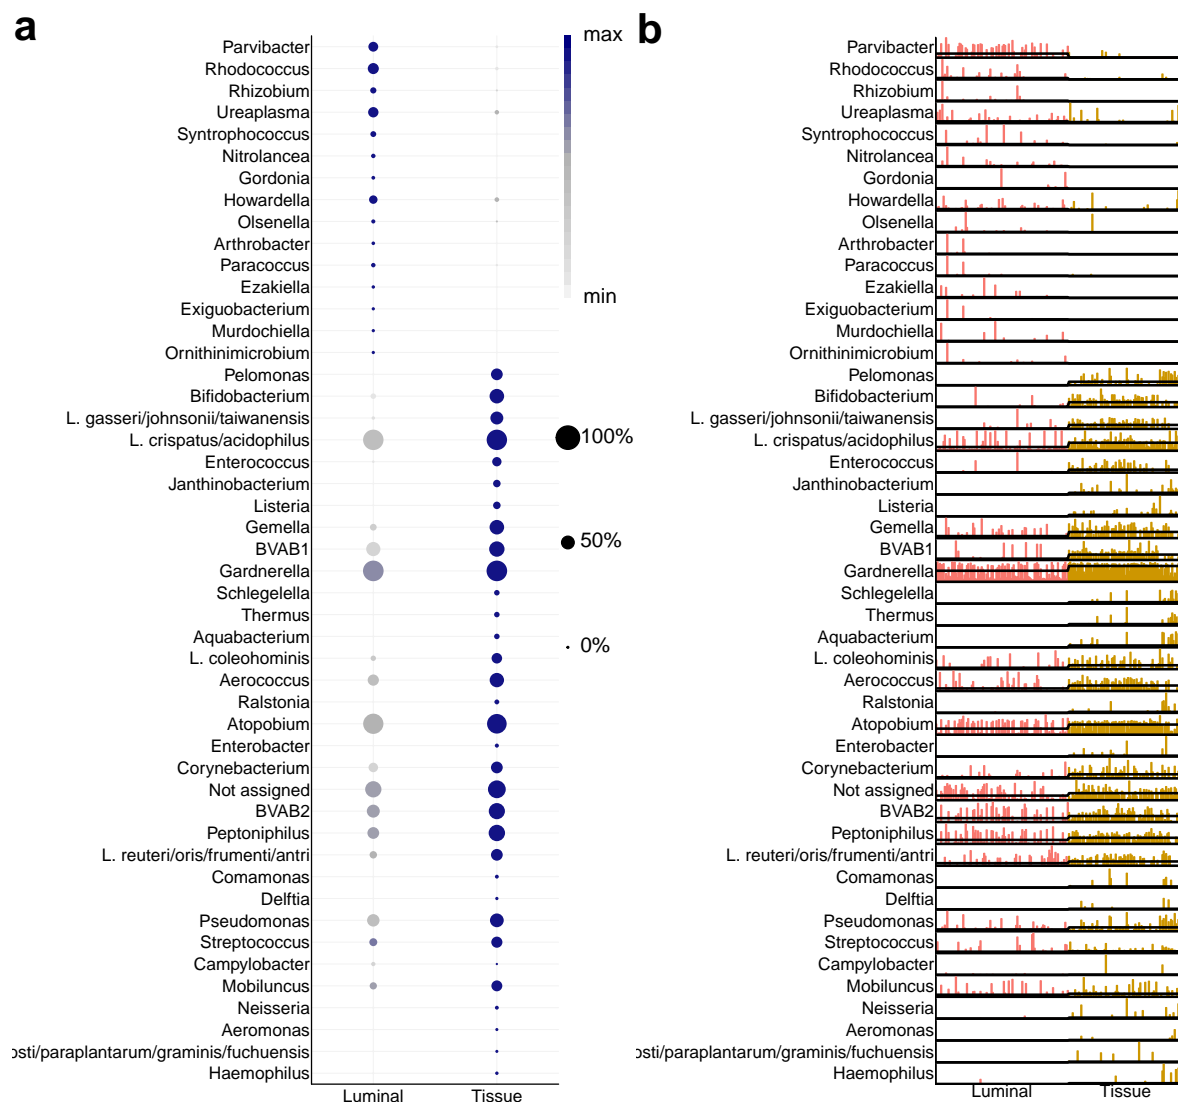 a
Parvibacter
Rhodococcus
Rhizobium
Ureaplasma
Syntrophococcus
Nitrolancea
Gordonia
Howardella
Olsenella
Arthrobacter
Paracoccus
Ezakiella
Exiguobacterium
Murdochiella
Ornithinimicrobium
Pelomonas
Bifidobacterium
L. gasseri/johnsonii/taiwanensis
L. crispatus/acidophilus
Enterococcus
Janthinobacterium
Listeria
Gemella
BVAB1
Gardnerella
Schlegelella
Thermus
Aquabacterium
L. coleohominis
Aerococcus
Ralstonia
Atopobium
Enterobacter
Corynebacterium
Not assigned
BVAB2
Peptoniphilus
L. reuteri/oris/frumenti/antri
Comamonas
Delftia
Pseudomonas
Streptococcus
Campylobacter
Mobiluncus
Neisseria
Aeromonas
osti/paraplantarum/graminis/fuchuensis
Haemophilus
Luminal
Tissue
max
min
100%
50%
0%
b
Parvibacter
Rhodococcus
Rhizobium
Ureaplasma
Syntrophococcus
Nitrolancea
Gordonia
Howardella
Olsenella
Arthrobacter
Paracoccus
Ezakiella
Exiguobacterium
Murdochiella
Ornithinimicrobium
Pelomonas
Bifidobacterium
L. gasseri/johnsonii/taiwanensis
L. crispatus/acidophilus
Enterococcus
Janthinobacterium
Listeria
Gemella
BVAB1
Gardnerella
Schlegelella
Thermus
Aquabacterium
L. coleohominis
Aerococcus
Ralstonia
Atopobium
Enterobacter
Corynebacterium
Not assigned
BVAB2
Peptoniphilus
L. reuteri/oris/frumenti/antri
Comamonas
Delftia
Pseudomonas
Streptococcus
Campylobacter
Mobiluncus
Neisseria
Aeromonas
osti/paraplantarum/graminis/fuchuensis
Haemophilus
Luminal
Tissue